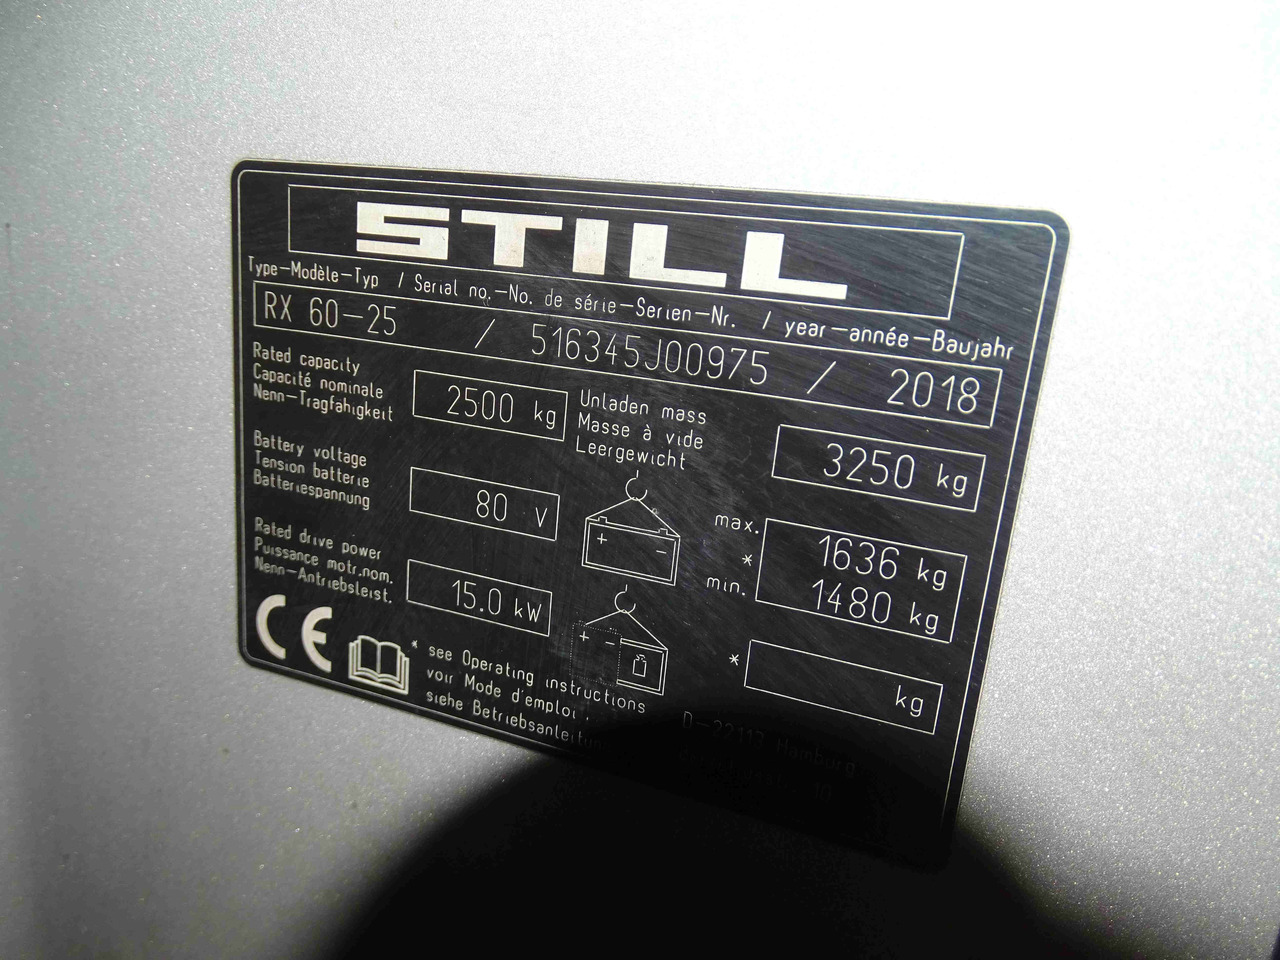 STILL
Type-Modèle-Typ / Serial no.-No. de série-Serien-Nr. / year-année-Baujahr
RX 60-25 / 516345J00975 / 2018
Rated capacity
Capacité nominale
Nenn-Tragfähigkeit
2500 kg
Unladen mass
Masse à vide
Leergewicht
3250 kg
Battery voltage
Tension batterie
Batteriespannung
80 V
+ -
max. 1636 kg
*
min. 1480 kg
Rated drive power
Puissance motr.nom.
Nenn-Antriebsleist.
15.0 kW
+ -
* kg
CE
* see Operating instructions
voir Mode d'emploi
siehe Betriebsanleitung
D-22113 Hamburg
10